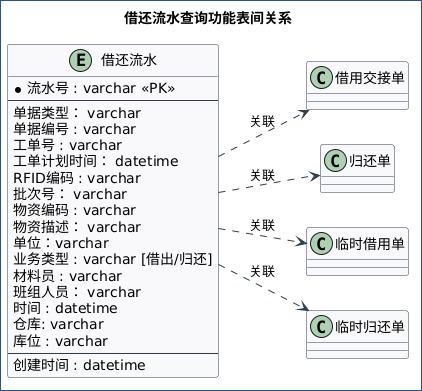 借还流水查询功能表间关系
E 借还流水
流水号 : varchar «PK»
单据类型： varchar
单据编号 : varchar
工单号 : varchar
工单计划时间： datetime
RFID编码 : varchar
批次号： varchar
物资编码 : varchar
物资描述： varchar
单位 : varchar
业务类型 : varchar [借出/归还]
材料员 : varchar
班组人员： varchar
时间 : datetime
仓库: varchar
库位 : varchar
创建时间 : datetime
关联
C 借用交接单
关联
C 归还单
关联
C 临时借用单
关联
C 临时归还单